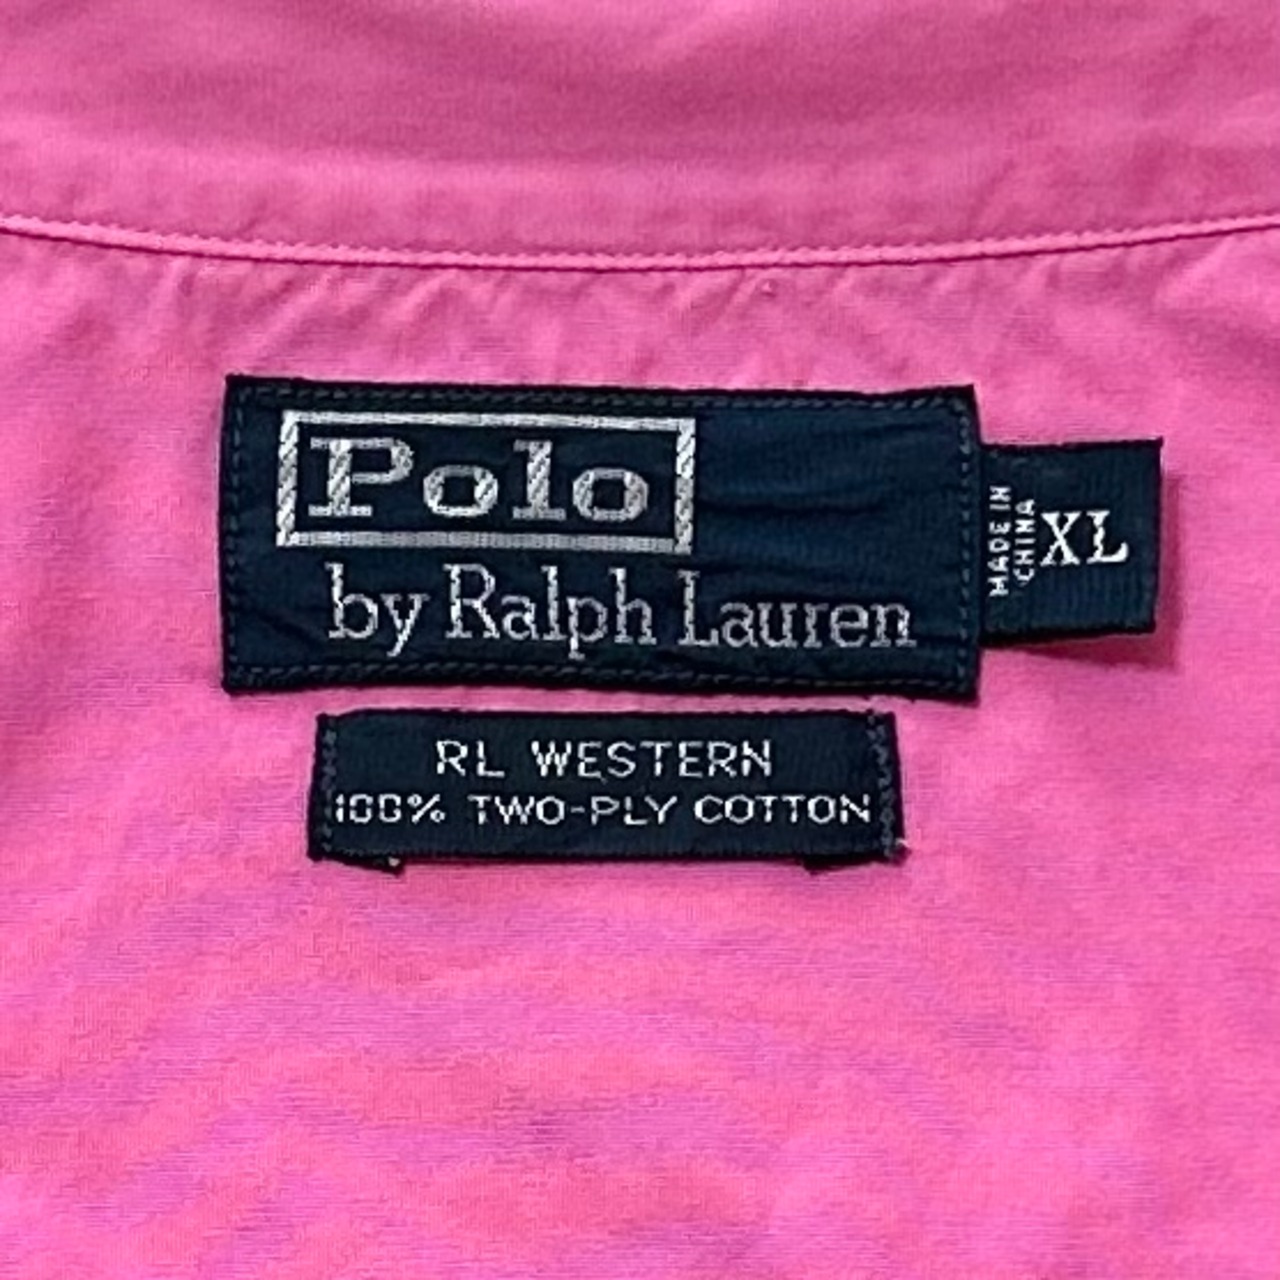 Polo
by Ralph Lauren
MADE IN
CHINA
XL
RL WESTERN
100% TWO-PLY COTTON